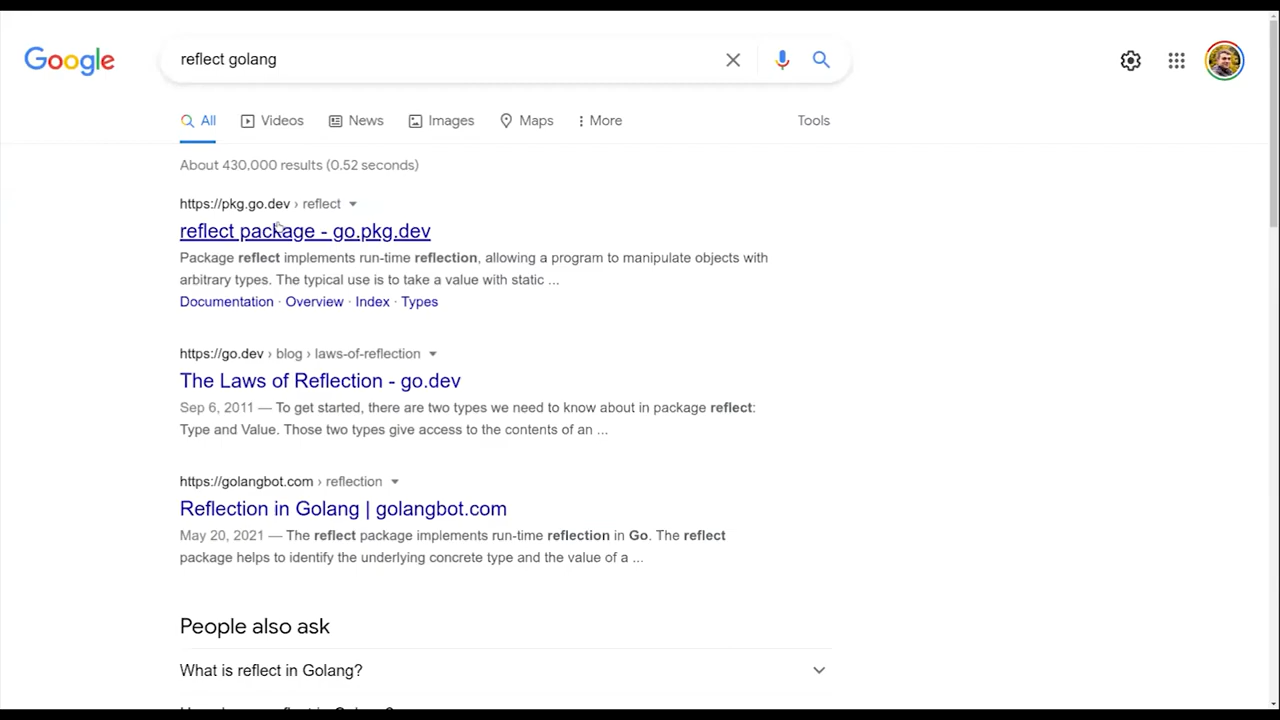 Google
reflect golang
All Videos News Images Maps More Tools
About 430,000 results (0.52 seconds)
https://pkg.go.dev › reflect
reflect package - go.pkg.dev
Package reflect implements run-time reflection, allowing a program to manipulate objects with
arbitrary types. The typical use is to take a value with static ...
Documentation · Overview · Index · Types
https://go.dev › blog › laws-of-reflection
The Laws of Reflection - go.dev
Sep 6, 2011 — To get started, there are two types we need to know about in package reflect:
Type and Value. Those two types give access to the contents of an ...
https://golangbot.com › reflection
Reflection in Golang | golangbot.com
May 20, 2021 — The reflect package implements run-time reflection in Go. The reflect
package helps to identify the underlying concrete type and the value of a ...
People also ask
What is reflect in Golang?